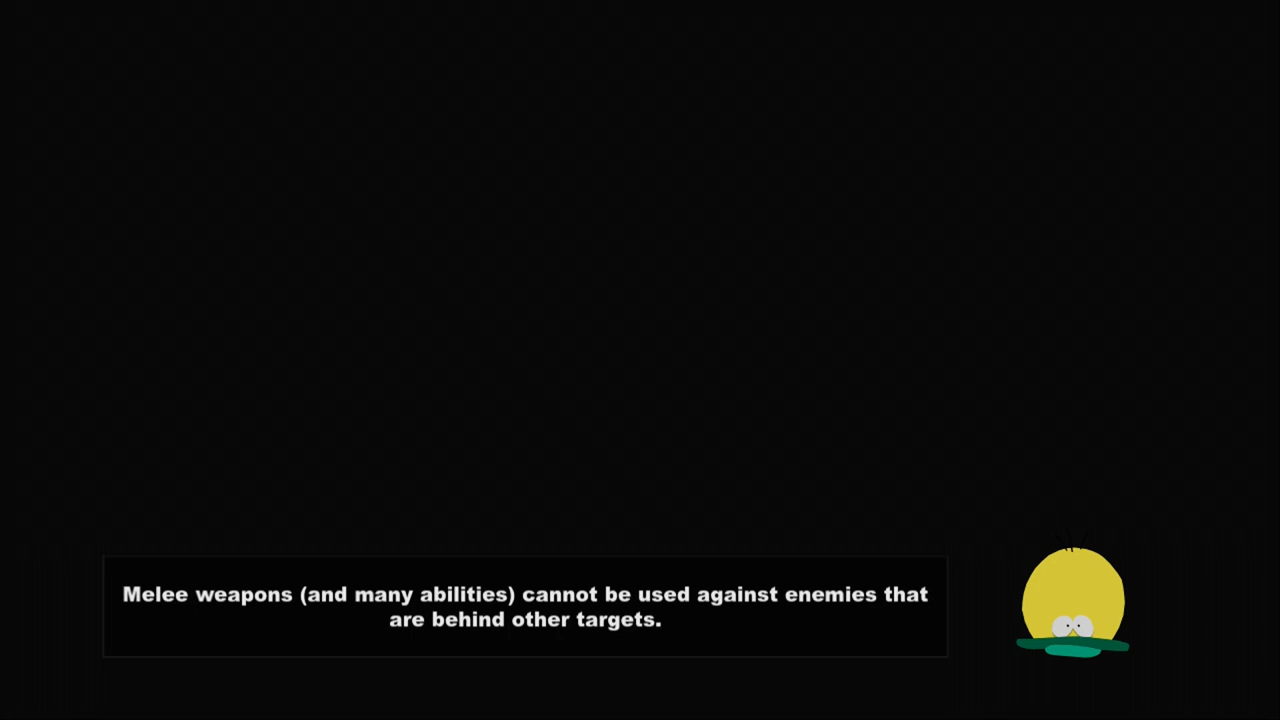 Melee weapons (and many abilities) cannot be used against enemies that
are behind other targets.